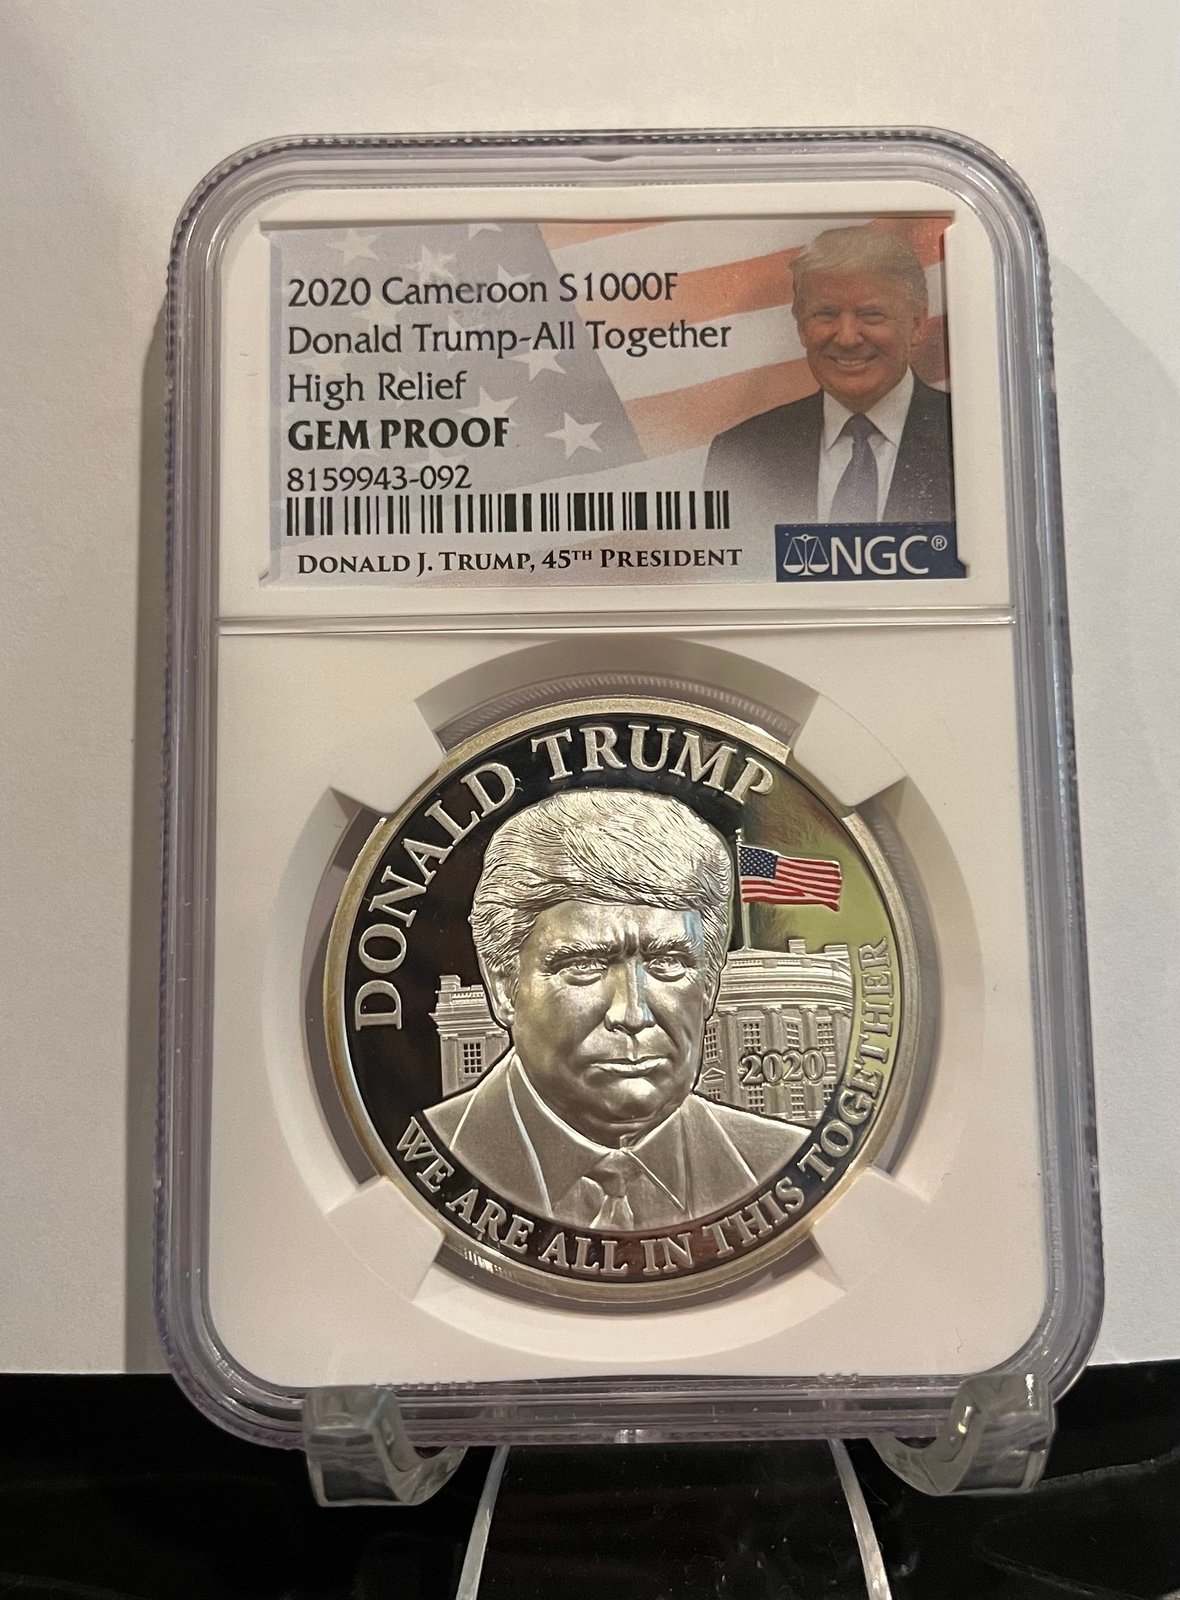 2020 Cameroon S1000F
Donald Trump-All Together
High Relief
GEM PROOF
8159943-092
DONALD J. TRUMP, 45TH PRESIDENT
NGC®
DONALD TRUMP
2020
WE ARE ALL IN THIS TOGETHER